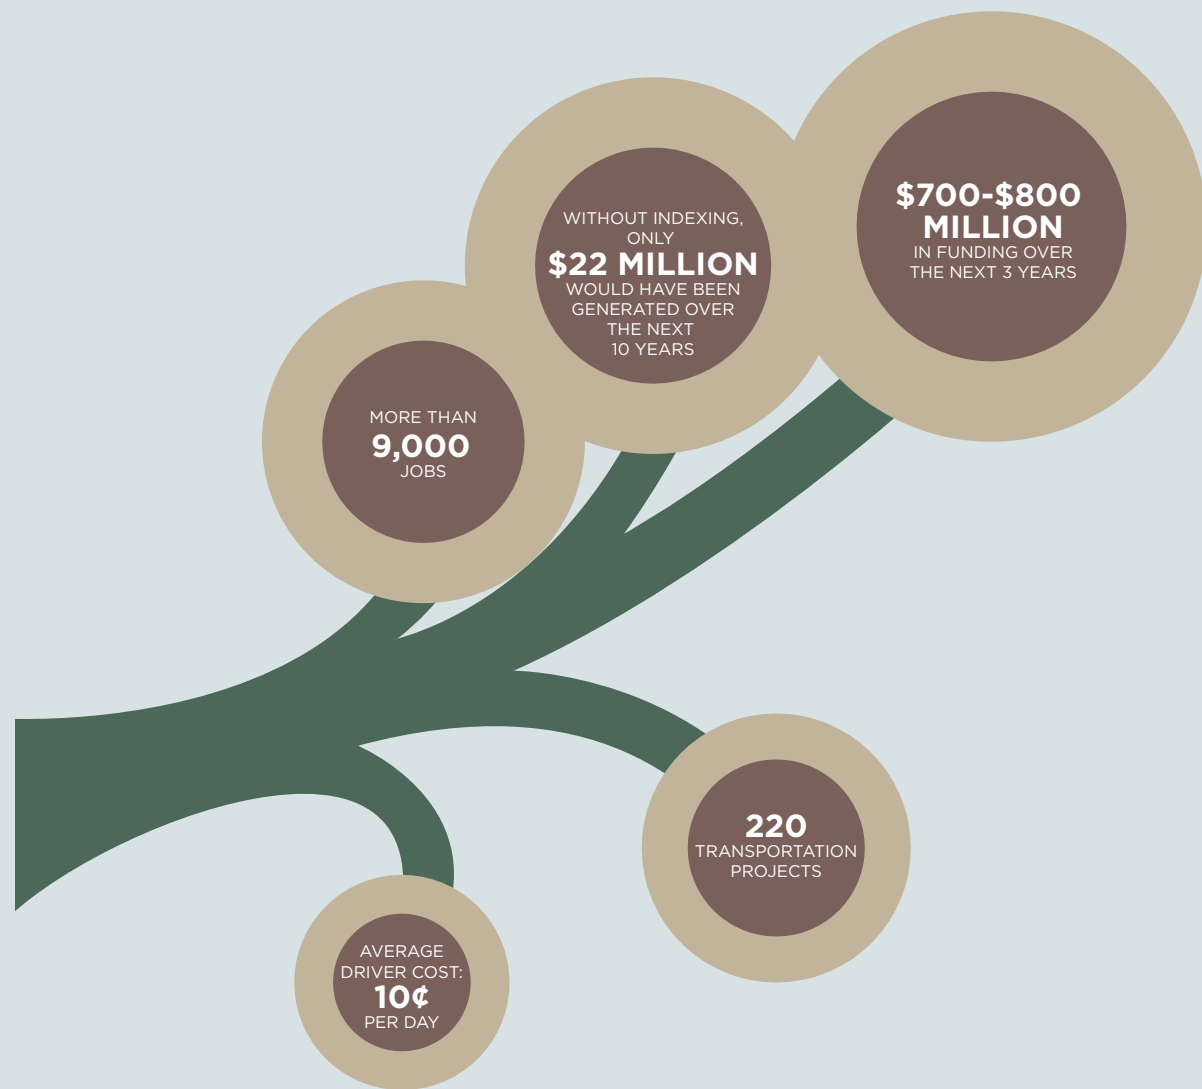 $700-$800
MILLION
IN FUNDING OVER
THE NEXT 3 YEARS
WITHOUT INDEXING,
ONLY
$22 MILLION
WOULD HAVE BEEN
GENERATED OVER
THE NEXT
10 YEARS
MORE THAN
9,000
JOBS
220
TRANSPORTATION
PROJECTS
AVERAGE
DRIVER COST:
10¢
PER DAY